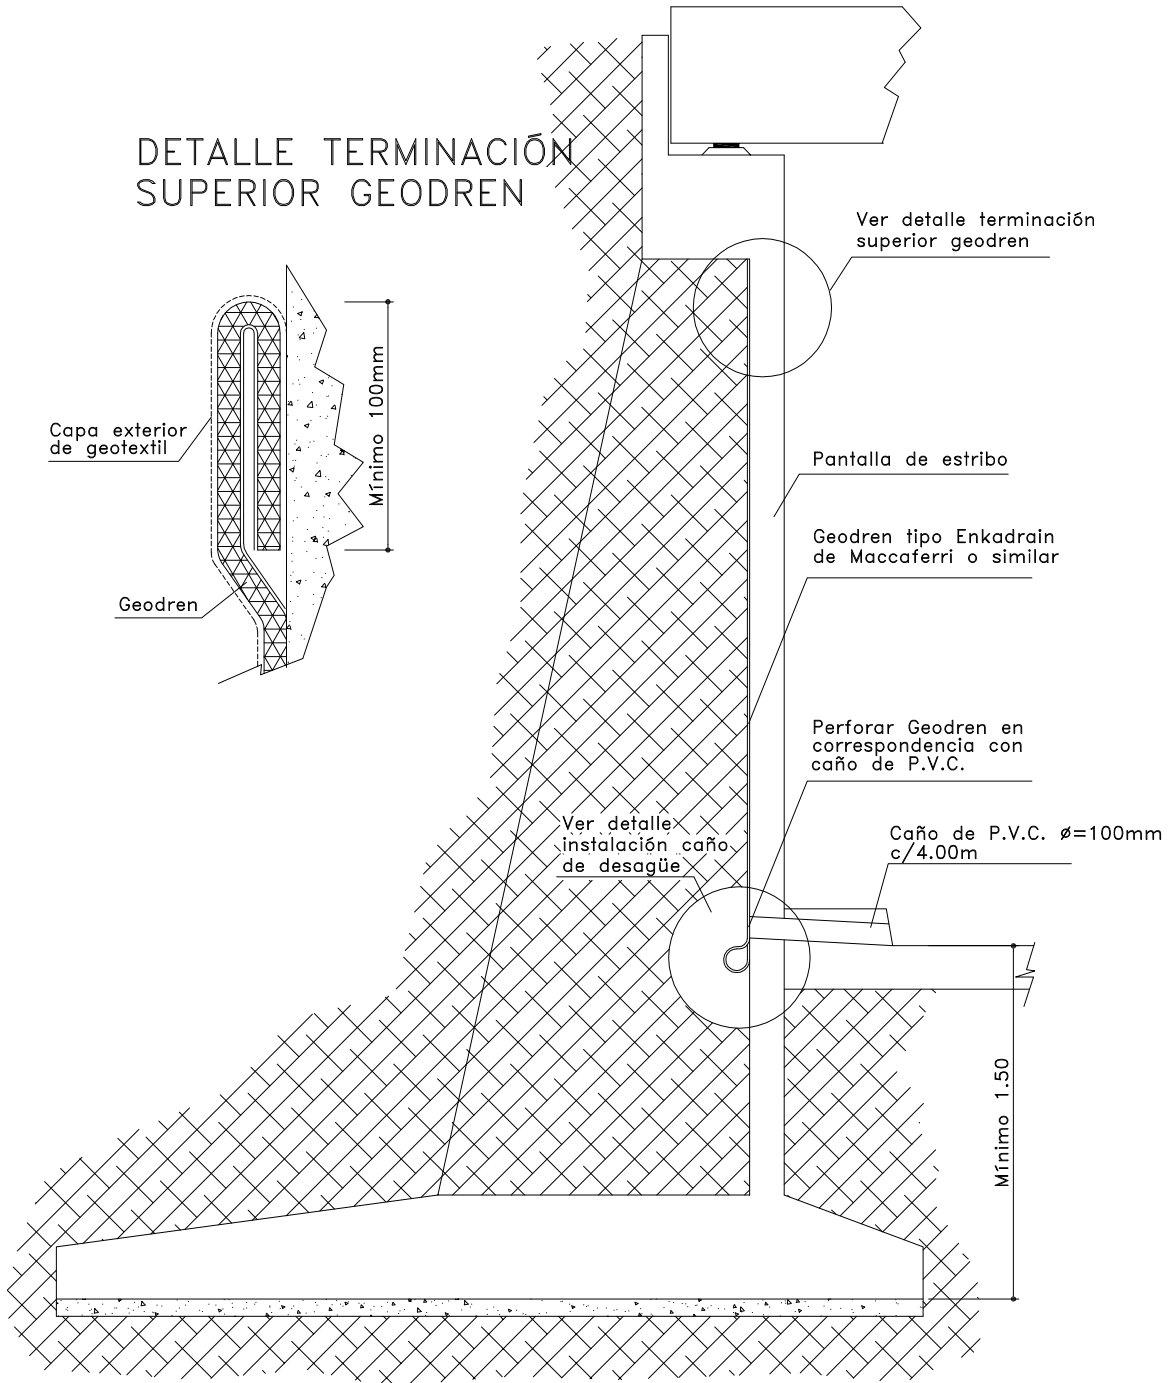 DETALLE TERMINACIÓN
SUPERIOR GEODREN
Ver detalle terminación
superior geodren
Mínimo 100mm
Capa exterior
de geotextil
Pantalla de estribo
Geodren tipo Enkadrain
de Maccaferri o similar
Geodren
Perforar Geodren en
correspondencia con
caño de P.V.C.
Ver detalle
instalación caño
de desagüe
Caño de P.V.C. ø=100mm
c/4.00m
Mínimo 1.50